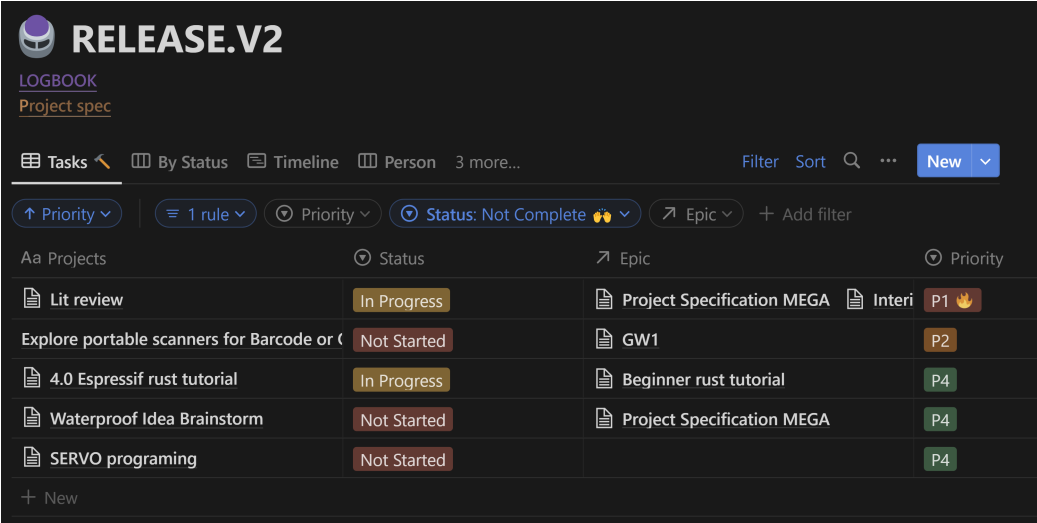 RELEASE.V2
LOGBOOK
Project spec
Tasks 🔨 By Status Timeline Person 3 more... Filter Sort New
Priority 1 rule Priority Status: Not Complete 🙌 Epic Add filter
Aa Projects Status Epic Priority
Lit review In Progress Project Specification MEGA Interi P1 🔥
Explore portable scanners for Barcode or Not Started GW1 P2
4.0 Espressif rust tutorial In Progress Beginner rust tutorial P4
Waterproof Idea Brainstorm Not Started Project Specification MEGA P4
SERVO programing Not Started P4
New